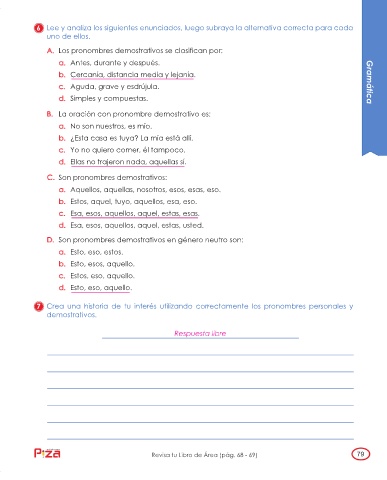 6 Lee y analiza los siguientes enunciados, luego subraya la alternativa correcta para cada
uno de ellos.
A. Los pronombres demostrativos se clasifican por:
a. Antes, durante y después.
b. Cercanía, distancia media y lejanía.
c. Aguda, grave y esdrújula.
d. Simples y compuestas.
B. La oración con pronombre demostrativo es:
a. No son nuestros, es mío.
b. ¿Esta casa es tuya? La mía está allí.
c. Yo no quiero comer, él tampoco.
d. Ellas no trajeron nada, aquellas sí.
C. Son pronombres demostrativos:
a. Aquellos, aquellas, nosotros, esos, esas, eso.
b. Estos, aquel, tuyo, aquellos, esa, eso.
c. Esa, esos, aquellos, aquel, estas, esas.
d. Esa, esos, aquellos, aquel, estas, usted.
D. Son pronombres demostrativos en género neutro son:
a. Esto, eso, estos.
b. Esto, esos, aquello.
c. Estos, eso, aquello.
d. Esto, eso, aquello.
7 Crea una historia de tu interés utilizando correctamente los pronombres personales y
demostrativos.
Respuesta libre
Piza
Revisa tu Libro de Área (pág. 68 - 69)
79
Gramática